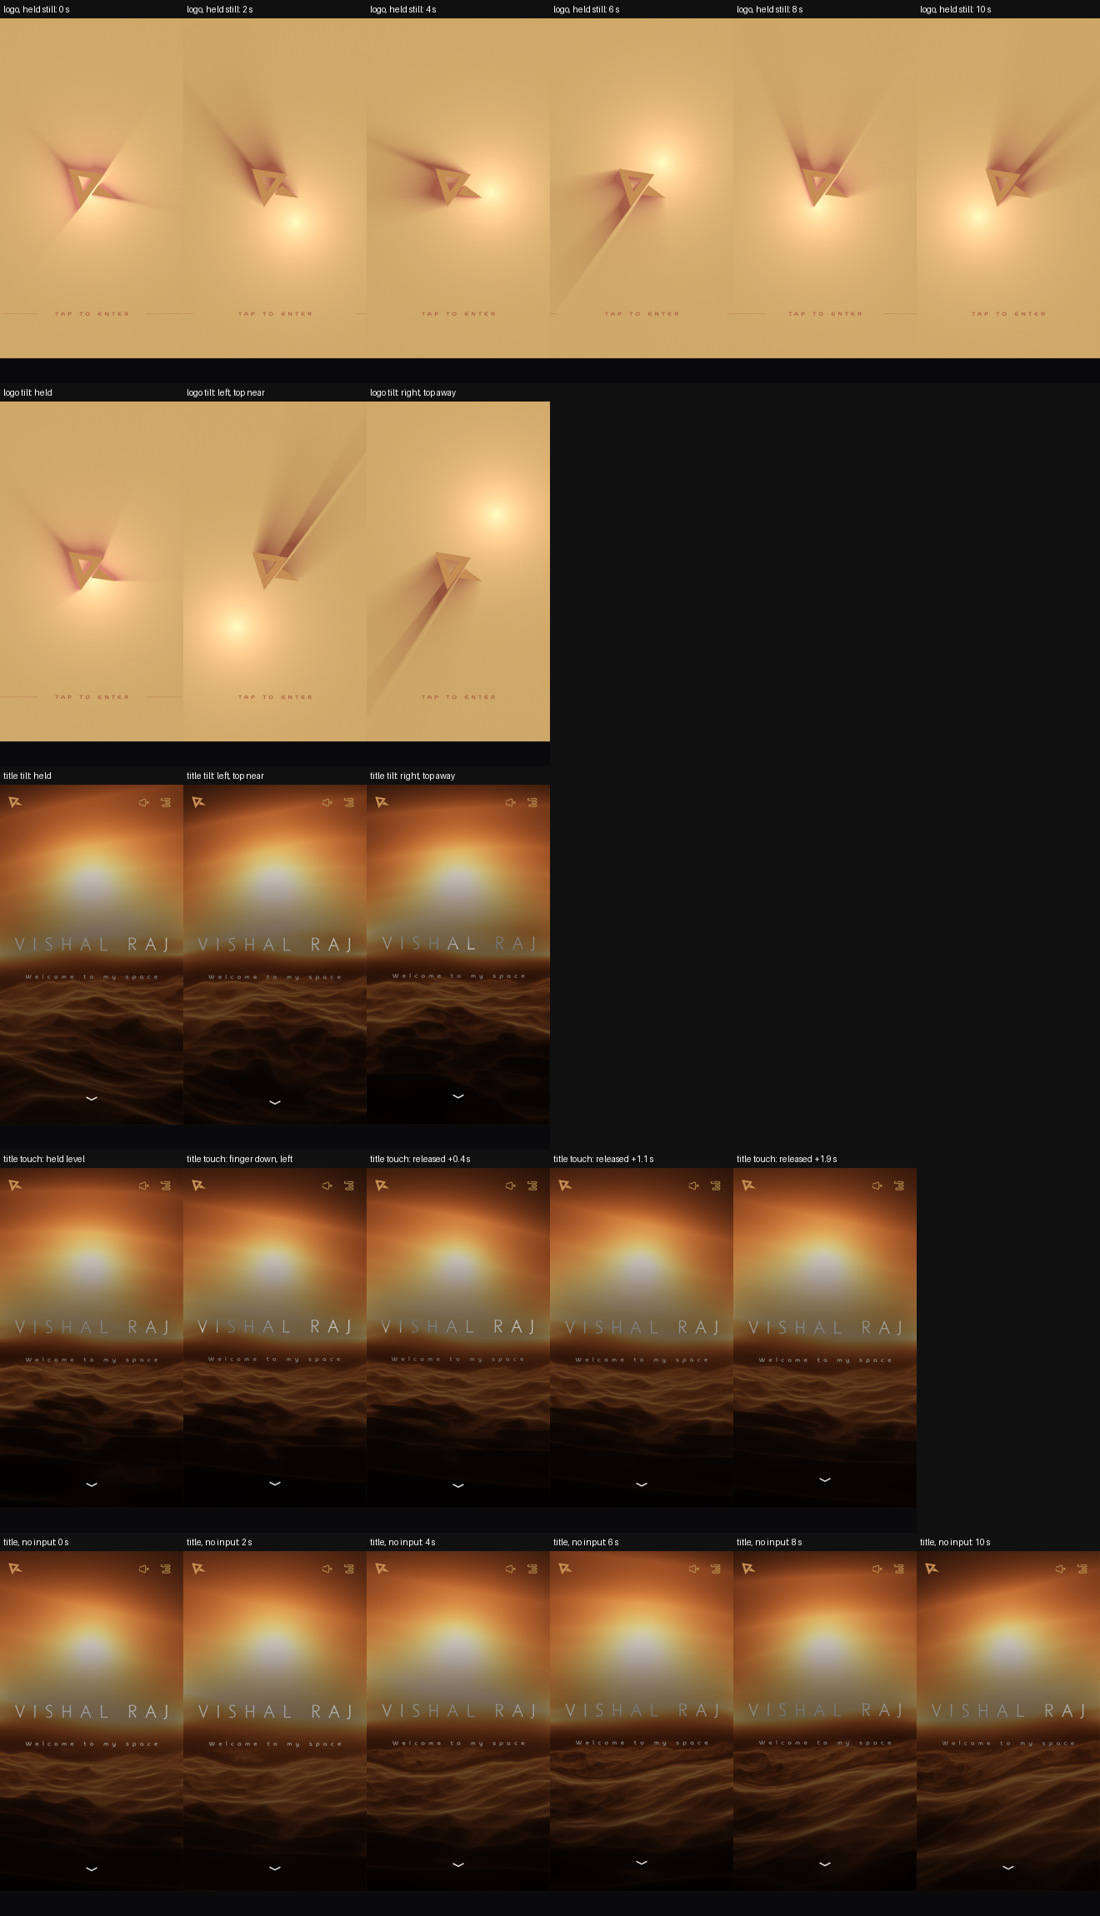 logo, held still: 0 s
logo, held still: 2 s
logo, held still: 4 s
logo, held still: 6 s
logo, held still: 8 s
logo, held still: 10 s
TAP TO ENTER
TAP TO ENTER
TAP TO ENTER
TAP TO ENTER
TAP TO ENTER
TAP TO ENTER
logo tilt: held
logo tilt: left, top near
logo tilt: right, top away
TAP TO ENTER
TAP TO ENTER
TAP TO ENTER
title tilt: held
title tilt: left, top near
title tilt: right, top away
VISHAL RAJ
VISHAL RAJ
VISHAL RAJ
Welcome to my space
Welcome to my space
Welcome to my space
title touch: held level
title touch: finger down, left
title touch: released +0.4 s
title touch: released +1.1 s
title touch: released +1.9 s
VISHAL RAJ
VISHAL RAJ
VISHAL RAJ
VISHAL RAJ
VISHAL RAJ
Welcome to my space
Welcome to my space
Welcome to my space
Welcome to my space
Welcome to my space
title, no input: 0 s
title, no input: 2 s
title, no input: 4 s
title, no input: 6 s
title, no input: 8 s
title, no input: 10 s
VISHAL RAJ
VISHAL RAJ
VISHAL RAJ
VISHAL RAJ
VISHAL RAJ
VISHAL RAJ
Welcome to my space
Welcome to my space
Welcome to my space
Welcome to my space
Welcome to my space
Welcome to my space